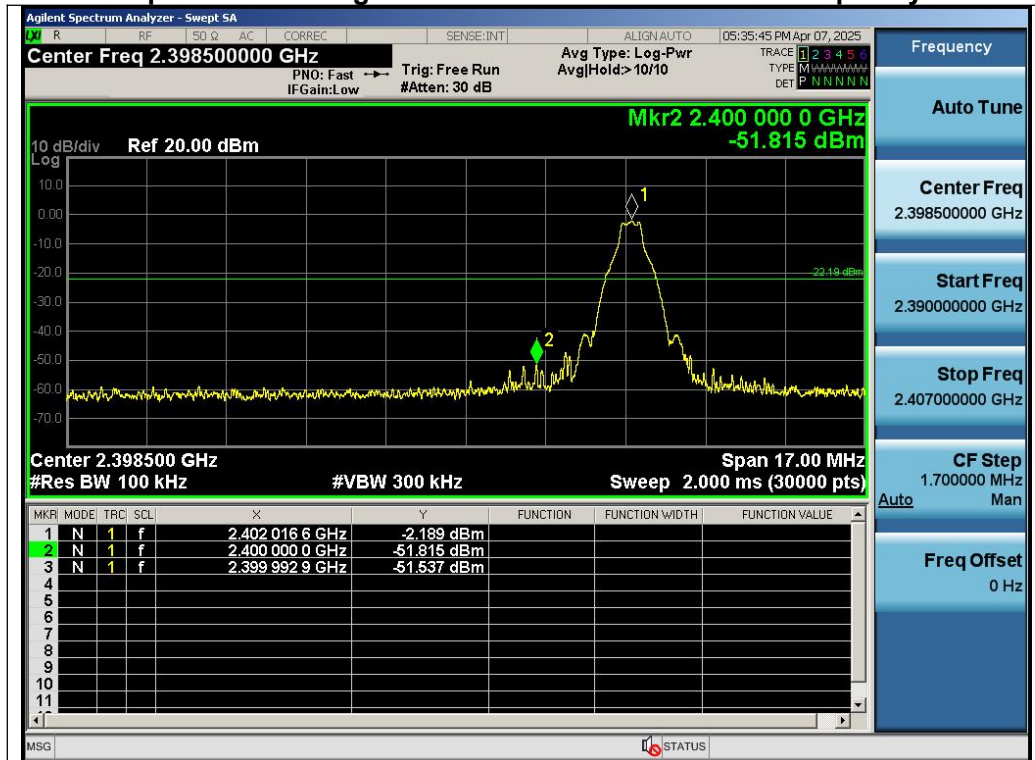 Agilent Spectrum Analyzer - Swept SA
LXI R RF 50 Ω AC CORREC SENSE:INT ALIGN AUTO 05:35:45 PM Apr 07, 2025
Center Freq 2.398500000 GHz
PNO: Fast
IFGain:Low
Trig: Free Run
#Atten: 30 dB
Avg Type: Log-Pwr
Avg|Hold:>10/10
TRACE 1 2 3 4 5 6
TYPE M WWWWW
DET P N N N N N
Frequency
Auto Tune
Center Freq
2.398500000 GHz
Start Freq
2.390000000 GHz
Stop Freq
2.407000000 GHz
CF Step
1.700000 MHz
Auto Man
Freq Offset
0 Hz
Mkr2 2.400 000 0 GHz
-51.815 dBm
10 dB/div Ref 20.00 dBm
Log
10.0
0.00
-10.0
-20.0
-30.0
-40.0
-50.0
-60.0
-70.0
1
2
-22.19 dBm
Center 2.398500 GHz Span 17.00 MHz
#Res BW 100 kHz #VBW 300 kHz Sweep 2.000 ms (30000 pts)
MKR MODE TRC SCL X Y FUNCTION FUNCTION WIDTH FUNCTION VALUE
1 N 1 f 2.402 016 6 GHz -2.189 dBm
2 N 1 f 2.400 000 0 GHz -51.815 dBm
3 N 1 f 2.399 992 9 GHz -51.537 dBm
4
5
6
7
8
9
10
11
MSG STATUS